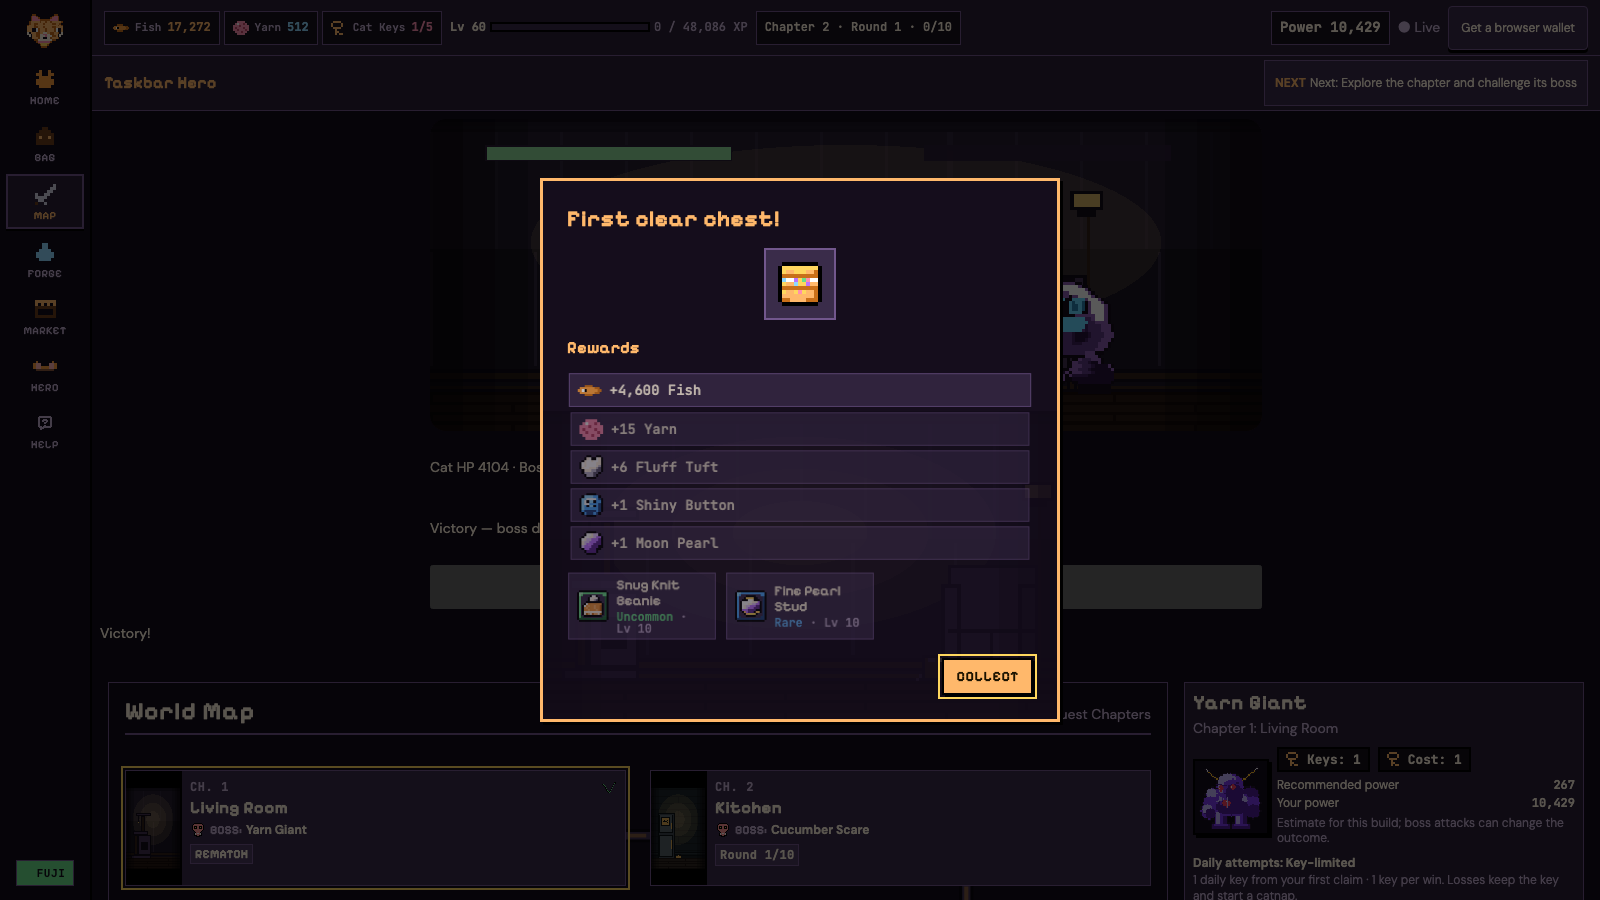 Fish 17,272
Yarn 512
Cat Keys 1/5
Lv 60
0 / 48,086 XP
Chapter 2 · Round 1 · 0/10
Power 10,429
Live
Get a browser wallet
HOME
BAG
MAP
FORGE
MARKET
HERO
HELP
FUJI
Taskbar Hero
NEXT Next: Explore the chapter and challenge its boss
First clear chest!
Rewards
+4,600 Fish
+15 Yarn
+6 Fluff Tuft
+1 Shiny Button
+1 Moon Pearl
Snug Knit
Beanie
Uncommon ·
Lv 10
Fine Pearl
Stud
Rare · Lv 10
COLLECT
Cat HP 4104 · Bos
Victory — boss d
Victory!
World Map
uest Chapters
CH. 1
Living Room
BOSS: Yarn Giant
REMATCH
CH. 2
Kitchen
BOSS: Cucumber Scare
Round 1/10
Yarn Giant
Chapter 1: Living Room
Keys: 1
Cost: 1
Recommended power 267
Your power 10,429
Estimate for this build; boss attacks can change the
outcome.
Daily attempts: Key-limited
1 daily key from your first claim · 1 key per win. Losses keep the key
and start a catnap.